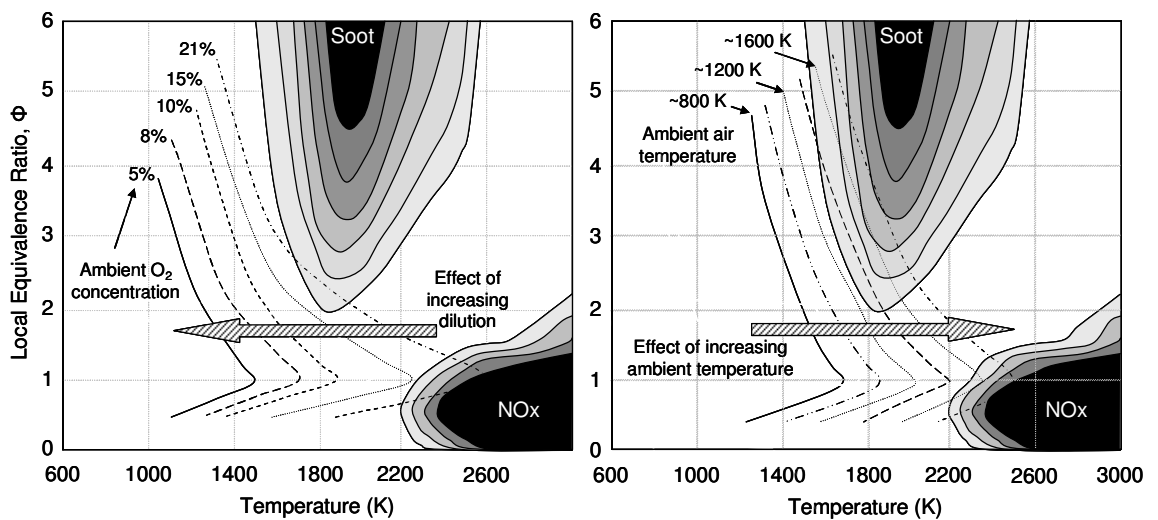 6
5
4
3
2
1
0
Local Equivalence Ratio, Φ
600
1000
1400
1800
2200
2600
Temperature (K)
Soot
21%
15%
10%
8%
5%
Ambient O₂
concentration
Effect of
increasing
dilution
NOx
6
5
4
3
2
1
0
600
1000
1400
1800
2200
2600
3000
Temperature (K)
Soot
~1600 K
~1200 K
~800 K
Ambient air
temperature
Effect of increasing
ambient temperature
NOx